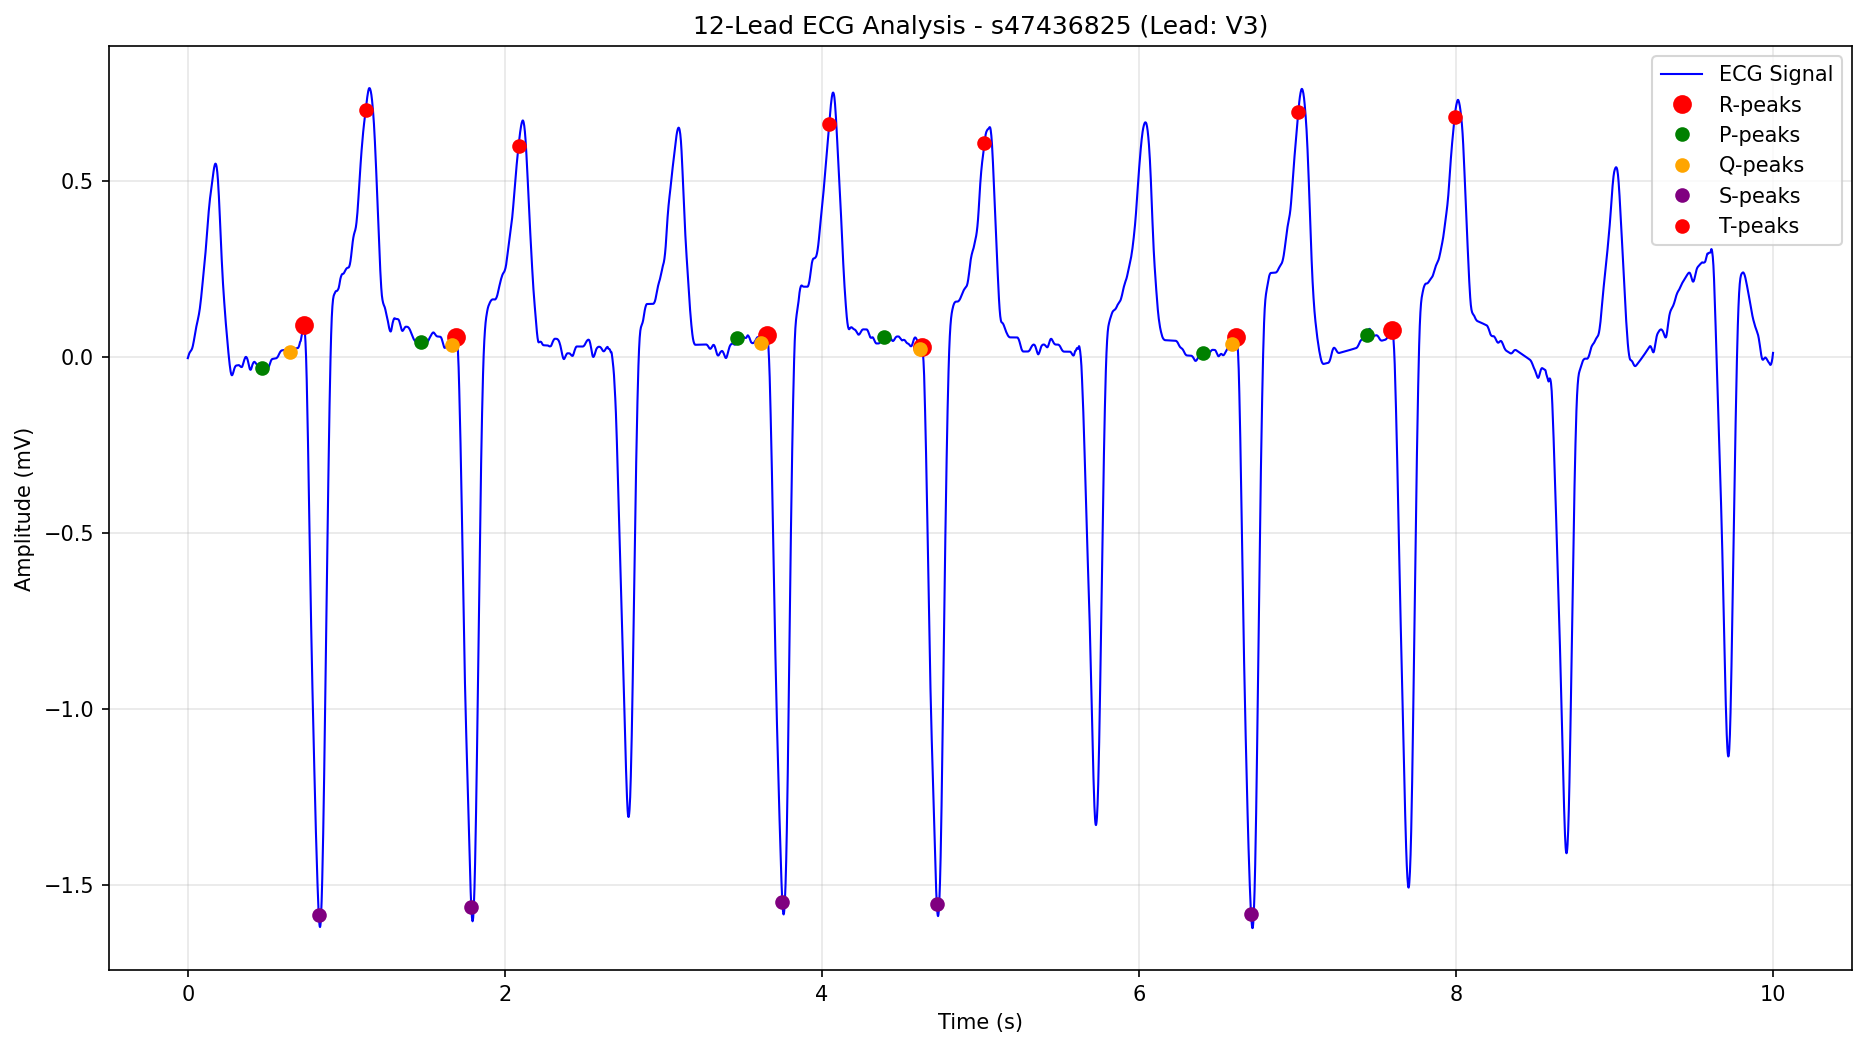 12-Lead ECG Analysis - s47436825 (Lead: V3)
ECG Signal
R-peaks
P-peaks
Q-peaks
S-peaks
T-peaks
Amplitude (mV)
0.5
0.0
−0.5
−1.0
−1.5
0 2 4 6 8 10
Time (s)